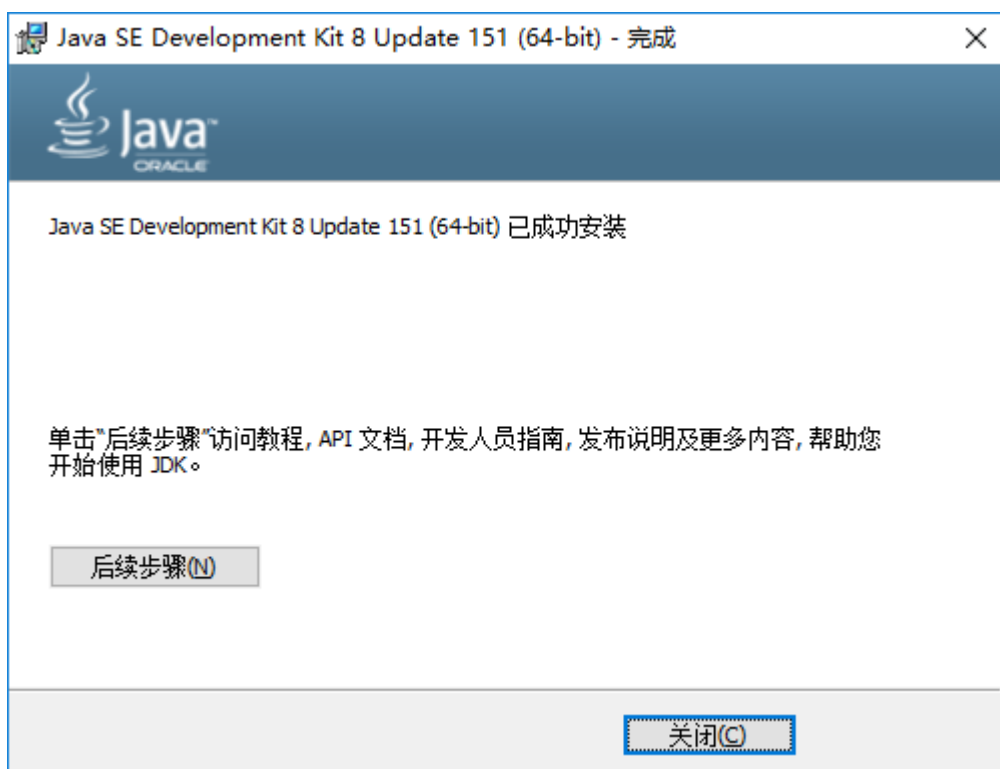 Java SE Development Kit 8 Update 151 (64-bit) - 完成
Java™
ORACLE
Java SE Development Kit 8 Update 151 (64-bit) 已成功安装
单击“后续步骤”访问教程, API 文档, 开发人员指南, 发布说明及更多内容, 帮助您
开始使用 JDK。
后续步骤(N)
关闭(C)